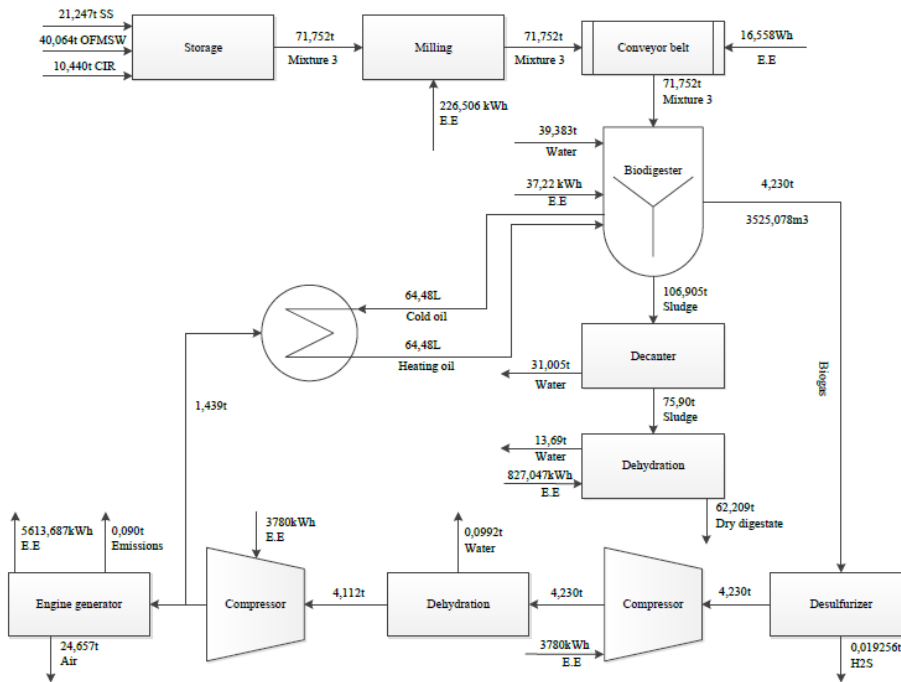 21,247t SS
40,064t OFMSW
10,440t CIR
Storage
71,752t
Mixture 3
Milling
71,752t
Mixture 3
Conveyor belt
16,558Wh
E.E
226,506 kWh
E.E
71,752t
Mixture 3
39,383t
Water
Biodigester
37,22 kWh
E.E
4,230t
3525,078m3
64,48L
Cold oil
64,48L
Heating oil
106,905t
Sludge
Decanter
31,005t
Water
Biogas
75,90t
Sludge
1,439t
13,69t
Water
827,047kWh
E.E
Dehydration
62,209t
Dry digestate
5613,687kWh
E.E
0,090t
Emissions
3780kWh
E.E
0,0992t
Water
Engine generator
Compressor
4,112t
Dehydration
4,230t
Compressor
4,230t
Desulfurizer
24,657t
Air
3780kWh
E.E
0,019256t
H2S